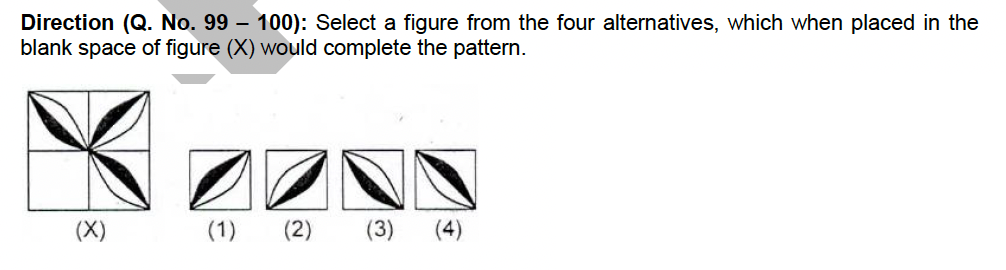 Direction (Q. No. 99 – 100): Select a figure from the four alternatives, which when placed in the
blank space of figure (X) would complete the pattern.
(X) (1) (2) (3) (4)